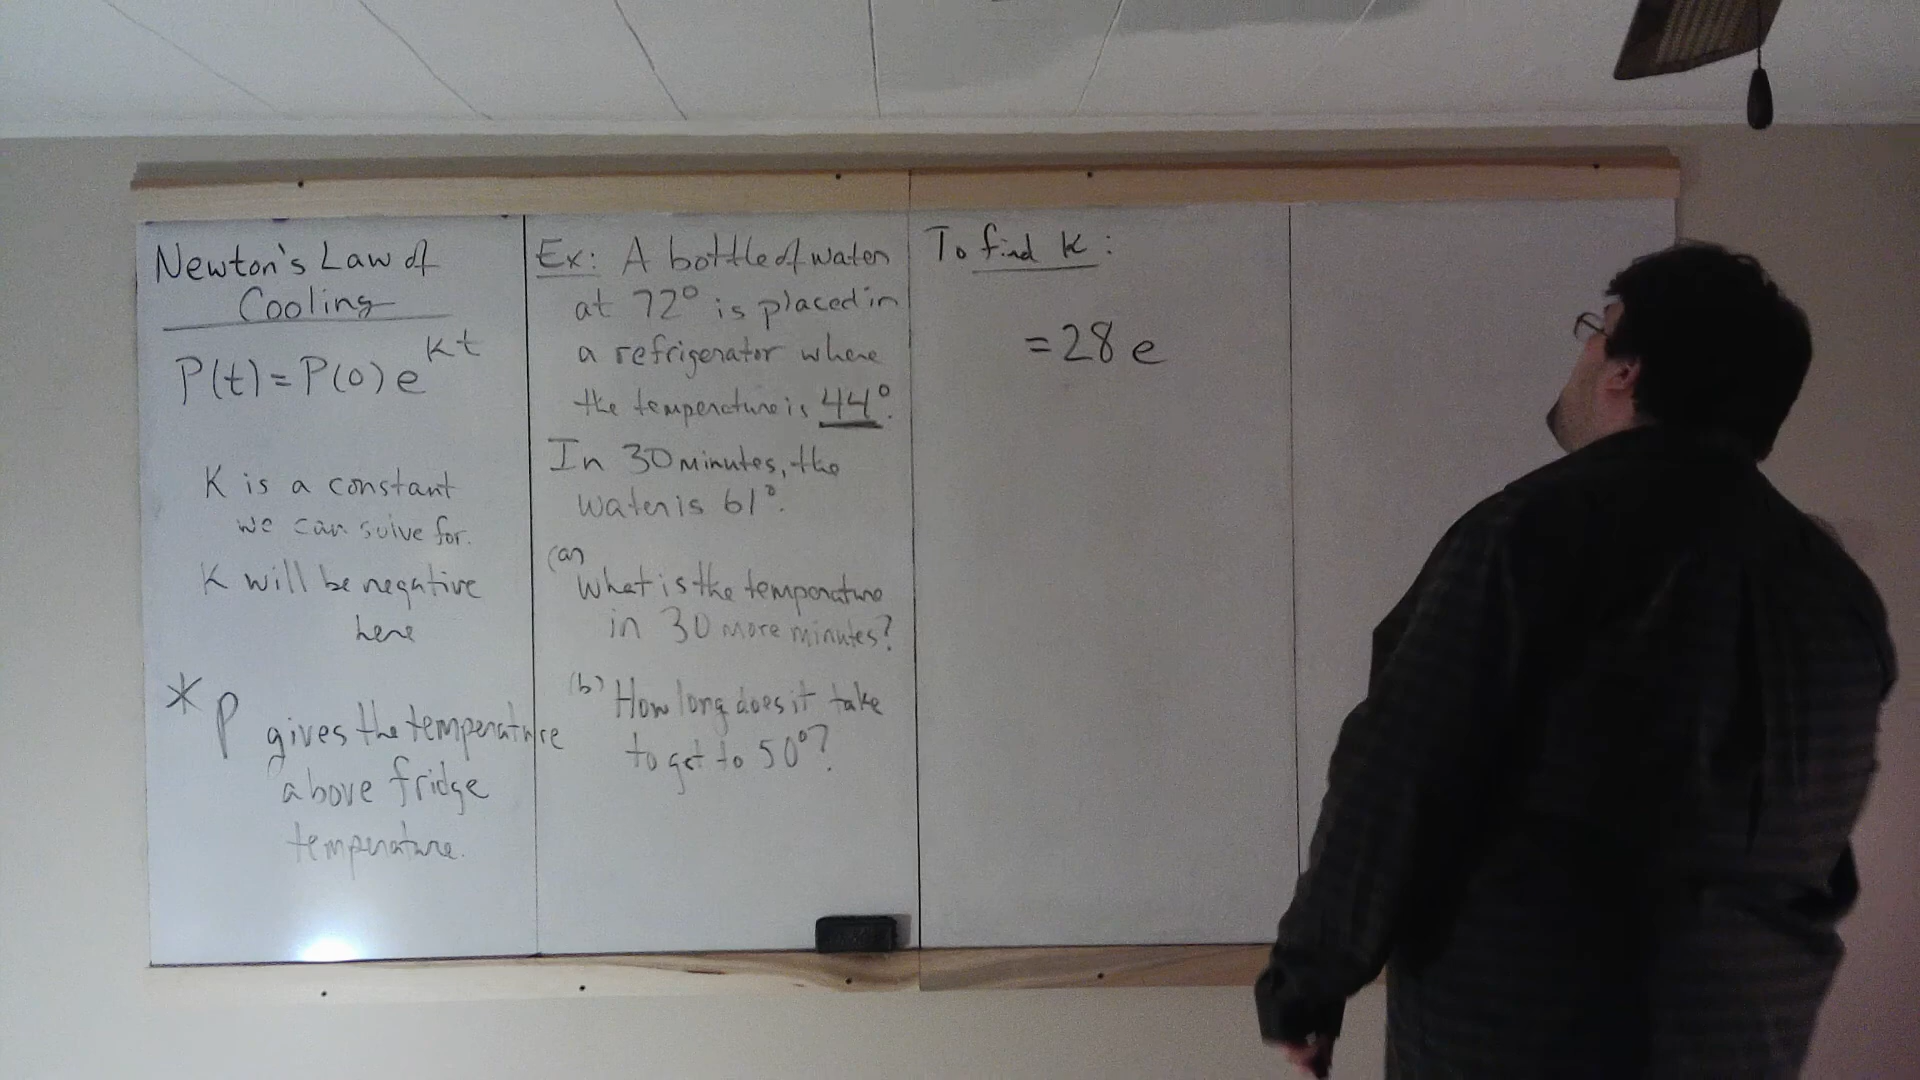 Newton's Law of
Cooling
P(t) = P(0) e^kt
K is a constant
we can solve for.
K will be negative
here
* P gives the temperature
above fridge
temperature.
Ex: A bottle of water
at 72° is placed in
a refrigerator where
the temperature is 44°.
In 30 minutes, the
water is 61°.
(a)
What is the temperature
in 30 more minutes?
(b) How long does it take
to get to 50°?
To find K:
= 28 e